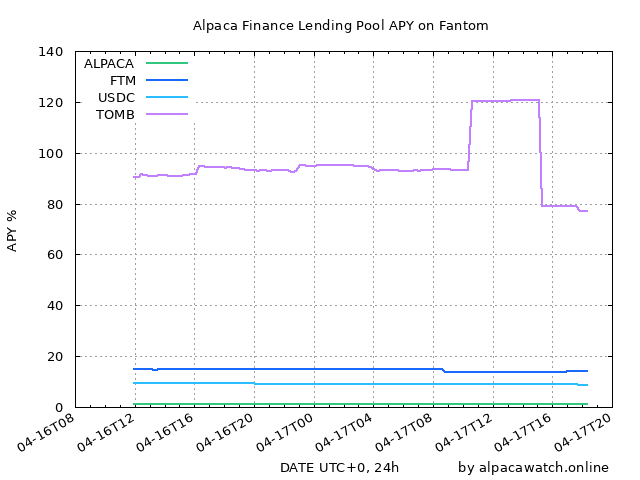 Alpaca Finance Lending Pool APY on Fantom
140
120
100
80
60
40
20
0
APY %
ALPACA
FTM
USDC
TOMB
04-16T08
04-16T12
04-16T16
04-16T20
04-17T00
04-17T04
04-17T08
04-17T12
04-17T16
04-17T20
DATE UTC+0, 24h
by alpacawatch.online